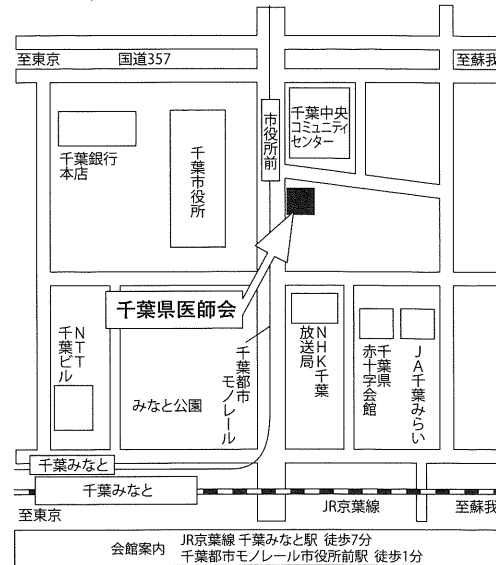 至東京
国道357
至蘇我
千葉中央
コミュニティ
センター
市役所前
千葉銀行
本店
千葉市役所
千葉県医師会
NTT
千葉ビル
みなと公園
千葉都市
モノレール
NHK千葉
放送局
千葉県
赤十字会館
JA千葉みらい
千葉みなと
千葉みなと
至東京
JR京葉線
至蘇我
会館案内
JR京葉線 千葉みなと駅 徒歩7分
千葉都市モノレール市役所前駅 徒歩1分